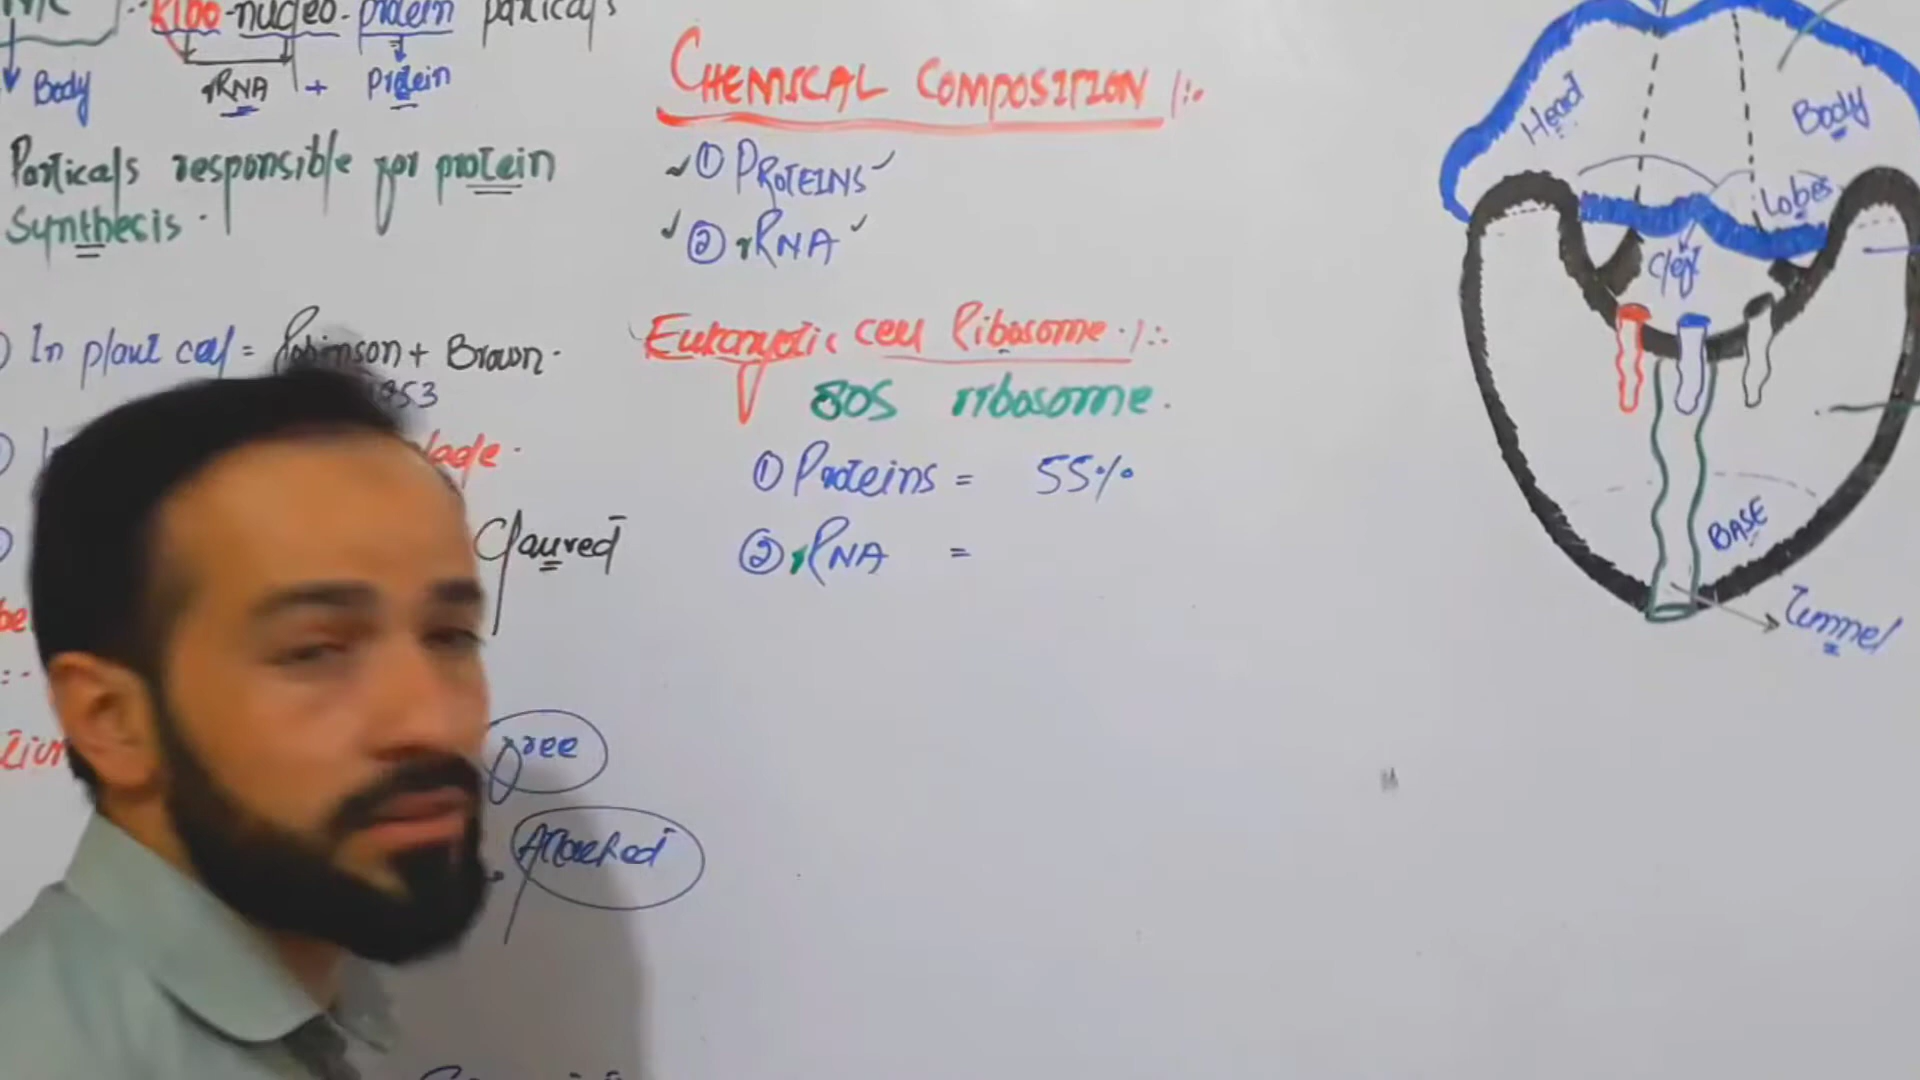 Ribo-nucleo-protein particals
Body
rRNA + protein
Particals responsible for protein
Synthesis.
In plant cell = Robinson + Brown.
1953
Claured
Free
Attached
CHEMICAL COMPOSITION :-
① PROTEINS
② rRNA
Eukaryotic cell Ribosome :-
80S ribosome.
① Proteins = 55%
② rRNA =
Head
Body
Lobes
Cleft
BASE
Tunnel